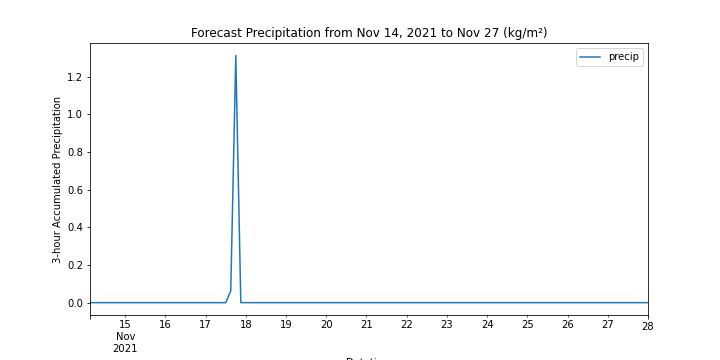 Forecast Precipitation from Nov 14, 2021 to Nov 27 (kg/m²)
precip
3-hour Accumulated Precipitation
1.2
1.0
0.8
0.6
0.4
0.2
0.0
15 16 17 18 19 20 21 22 23 24 25 26 27 28
Nov
2021